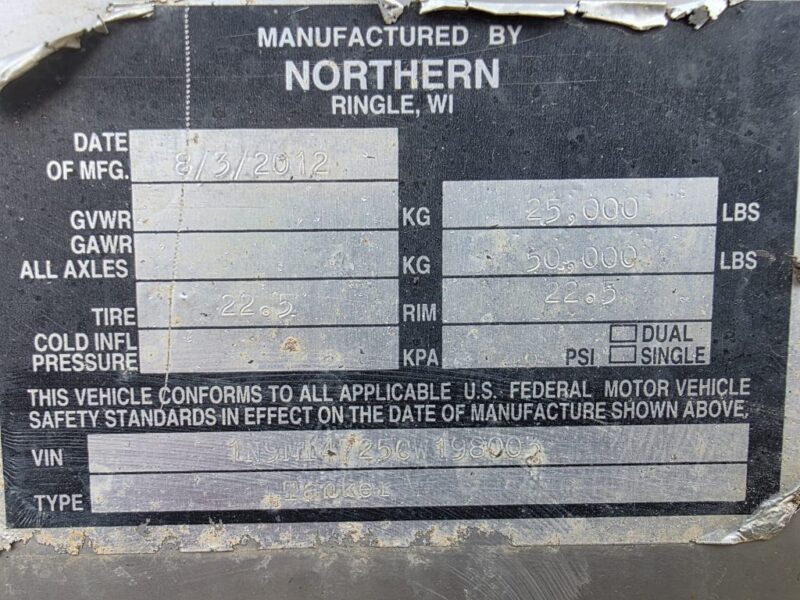 MANUFACTURED BY
NORTHERN
RINGLE, WI
DATE
OF MFG. 8/3/2012
GVWR KG 25,000 LBS
GAWR
ALL AXLES KG 50,000 LBS
TIRE 22.5 RIM 22.5
COLD INFL
PRESSURE KPA PSI DUAL
SINGLE
THIS VEHICLE CONFORMS TO ALL APPLICABLE U.S. FEDERAL MOTOR VEHICLE
SAFETY STANDARDS IN EFFECT ON THE DATE OF MANUFACTURE SHOWN ABOVE,
VIN
TYPE Tanker